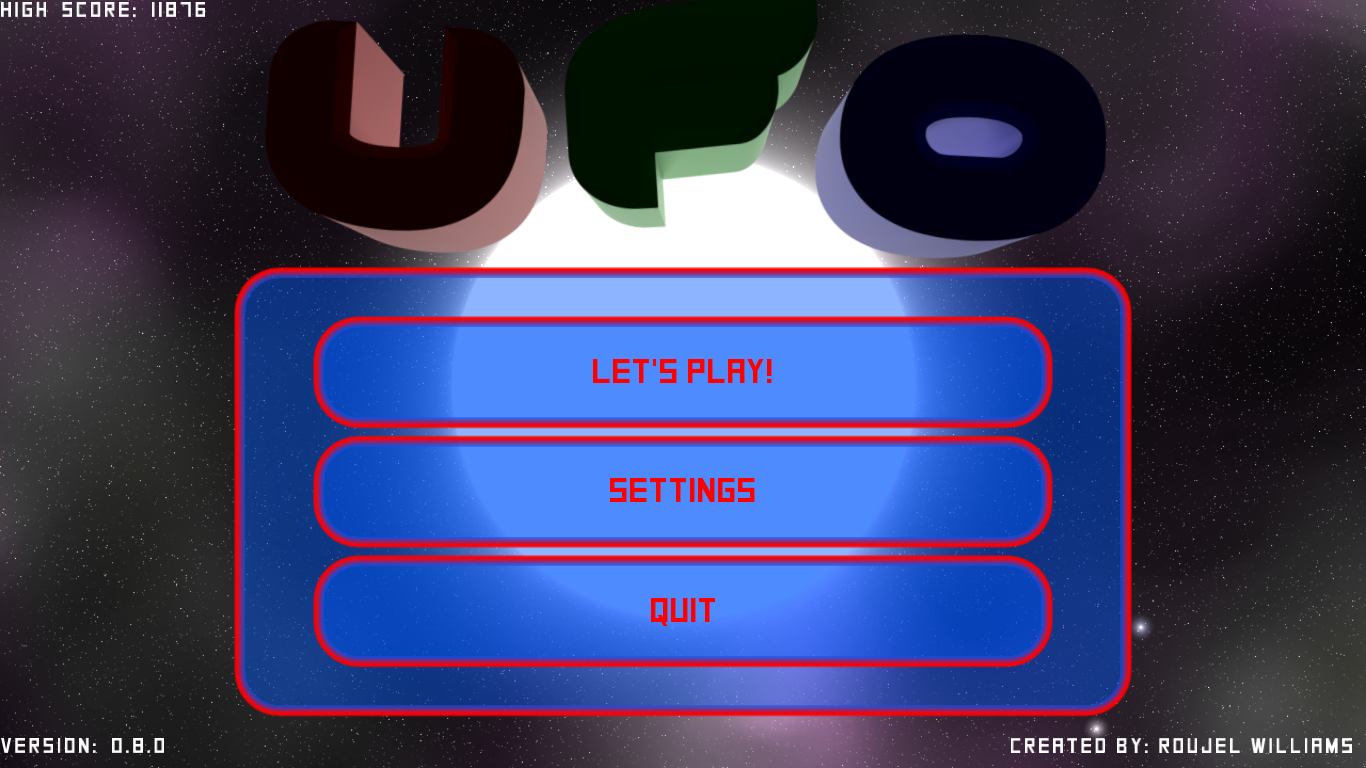 HIGH SCORE: 11876
UFO
LET'S PLAY!
SETTINGS
QUIT
VERSION: 0.8.0
CREATED BY: ROUJEL WILLIAMS